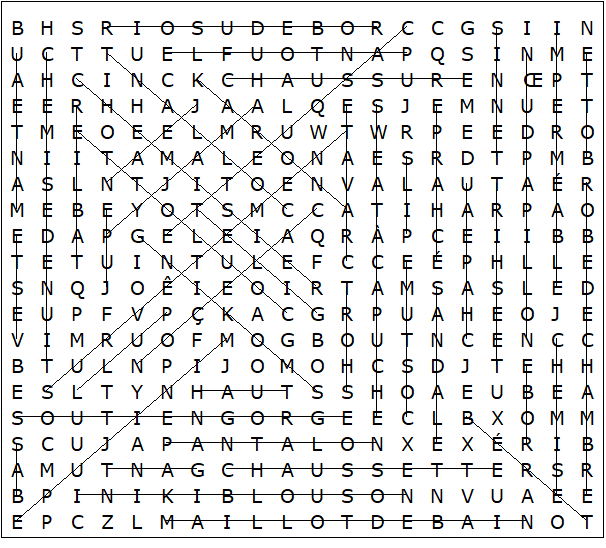 B H S R I O S U D E B O R C C G S I I N
U C T T U E L F U O T N A P Q S I N M E
A H C I N C K C H A U S S U R E N Œ P T
E E R H H A J A A L Q E S J E M N U E T
T M E O E E L M R U W T W R P E E D R O
N I I T A M A L E O N A E S R D T P M B
A S L N T J I T O E N V A L A U T A É R
M E B E Y O T S M C C A T I H A R P A O
E D A P G E L E I A Q R À P C E I I B B
T E T U I N T U L E F C C E É P H L L E
S N Q J O Ê I E O I R T A M S A S L E D
E U P F V P Ç K A C G R P U A H E O J E
V I M R U O F M O G B O U T N C E N C C
B T U L N P I J O M O H C S D J T E H H
E S L T Y N H A U T S S H O A E U B E A
S O U T I E N G O R G E E C L B X O M M
S C U J A P A N T A L O N X E X É R I B
A M U T N A G C H A U S S E T T E R S R
B P I N I K I B L O U S O N N V U A E E
E P C Z L M A I L L O T D E B A I N O T